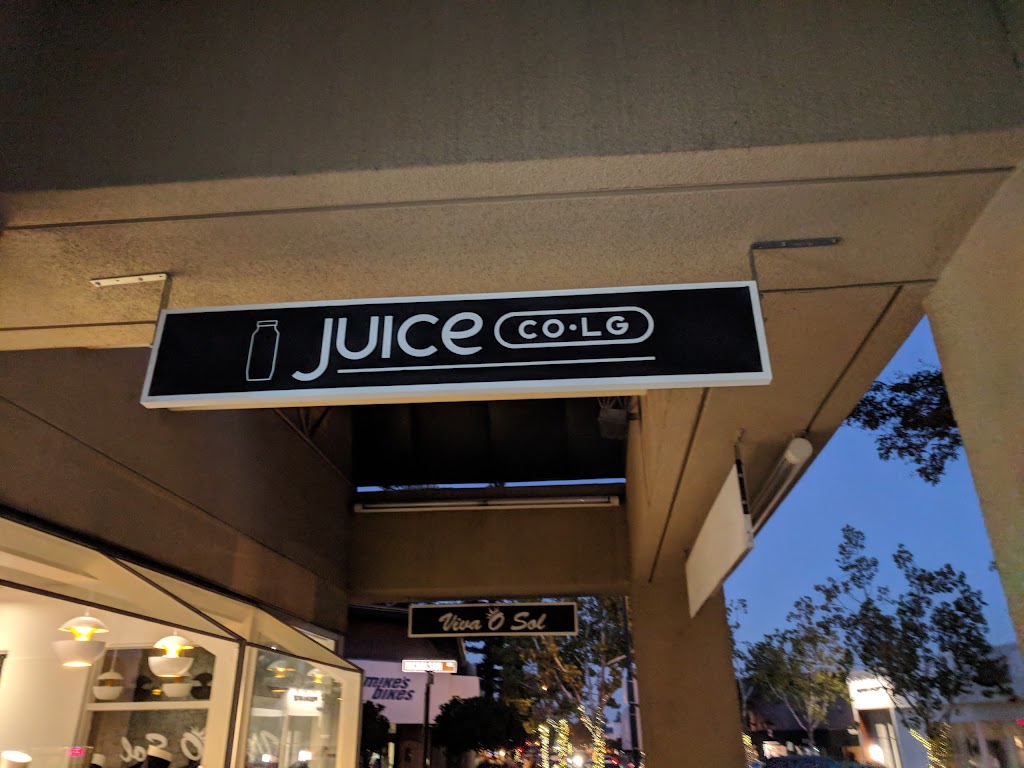 JUICE CO·LG
Viva O Sol
MIKE'S
BIKES